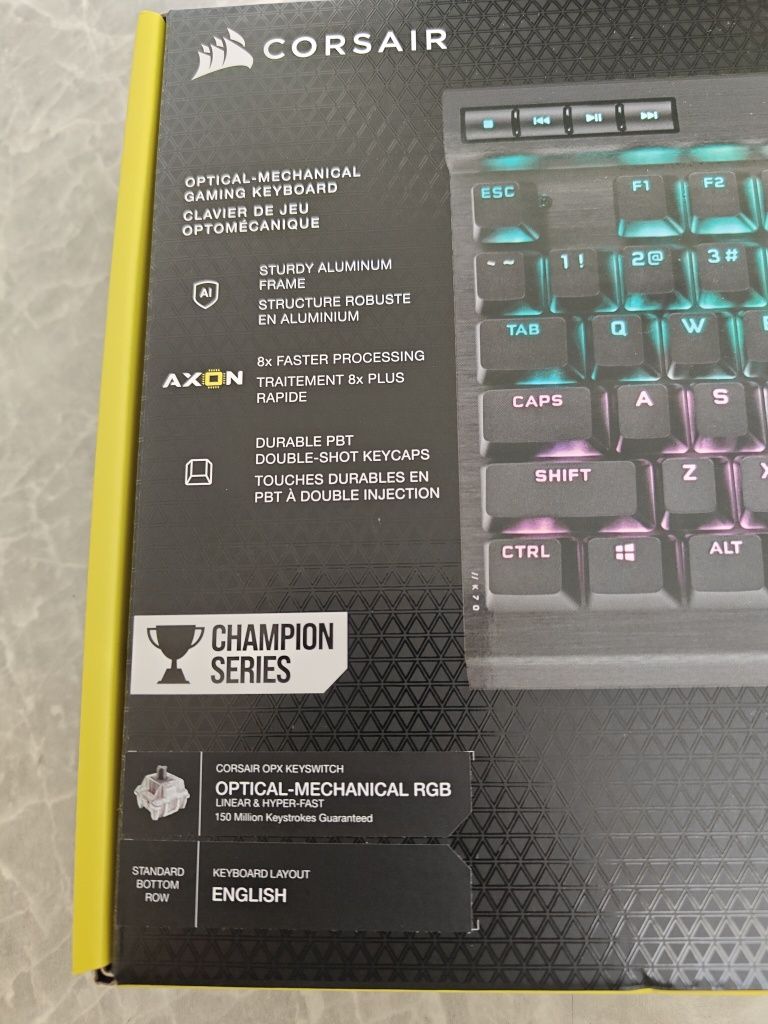 CORSAIR
OPTICAL-MECHANICAL
GAMING KEYBOARD
CLAVIER DE JEU
OPTOMÉCANIQUE
AI
STURDY ALUMINUM
FRAME
STRUCTURE ROBUSTE
EN ALUMINIUM
AXON
8x FASTER PROCESSING
TRAITEMENT 8x PLUS
RAPIDE
DURABLE PBT
DOUBLE-SHOT KEYCAPS
TOUCHES DURABLES EN
PBT À DOUBLE INJECTION
ESC F1 F2
~ ~ 1 ! 2@ 3#
TAB Q W
CAPS A S
SHIFT Z
CTRL ALT
// K70
CHAMPION
SERIES
CORSAIR OPX KEYSWITCH
OPTICAL-MECHANICAL RGB
LINEAR & HYPER-FAST
150 Million Keystrokes Guaranteed
STANDARD
BOTTOM
ROW
KEYBOARD LAYOUT
ENGLISH